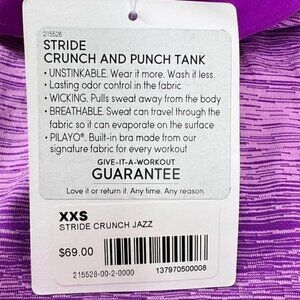 215528
STRIDE
CRUNCH AND PUNCH TANK
• UNSTINKABLE. Wear it more. Wash it less.
• Lasting odor control in the fabric
• WICKING. Pulls sweat away from the body
• BREATHABLE. Sweat can travel through
the fabric so it can evaporate on the surface
• PILAYO®. Built-in bra made from our
signature fabric for every workout
GIVE-IT-A-WORKOUT
GUARANTEE
Love it or return it. Any time. Any reason.
XXS
STRIDE CRUNCH JAZZ
$69.00
215528-00-2-0000
137970500008